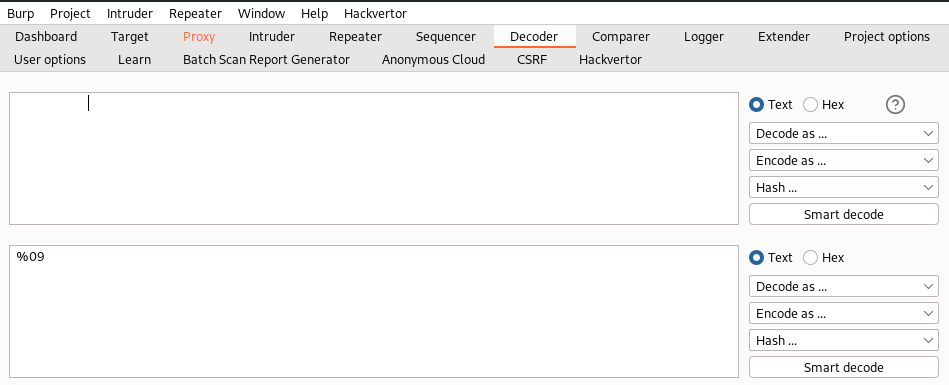 Burp Project Intruder Repeater Window Help Hackvertor
Dashboard Target Proxy Intruder Repeater Sequencer Decoder Comparer Logger Extender Project options
User options Learn Batch Scan Report Generator Anonymous Cloud CSRF Hackvertor
Text Hex ?
Decode as ...
Encode as ...
Hash ...
Smart decode
%09 Text Hex
Decode as ...
Encode as ...
Hash ...
Smart decode